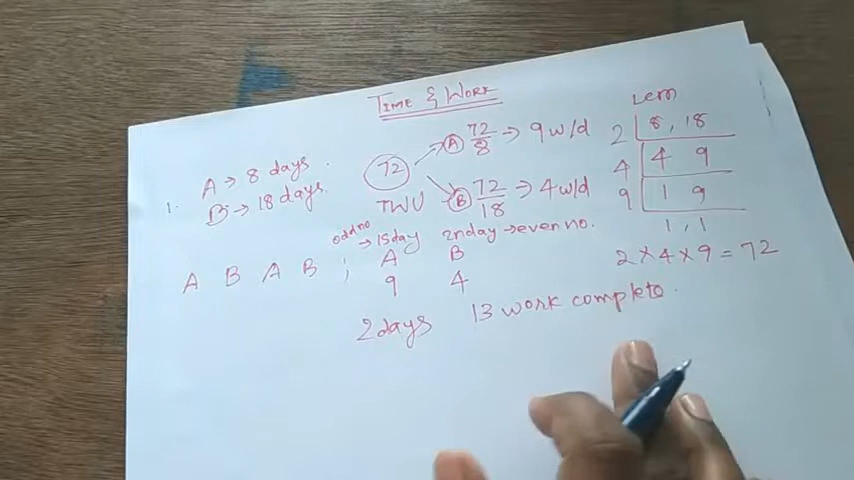 TIME & WORK
1. A → 8 days.
B → 18 days.
72
TWU
A 72/8 → 9 w/d
B 72/18 → 4 w/d
Lcm
2 | 8, 18
4 | 4 9
9 | 1 9
1, 1
2 × 4 × 9 = 72
odd no → 1st day 2nd day → even no.
A B A B ; A B
9 4
2 days 13 work complete.